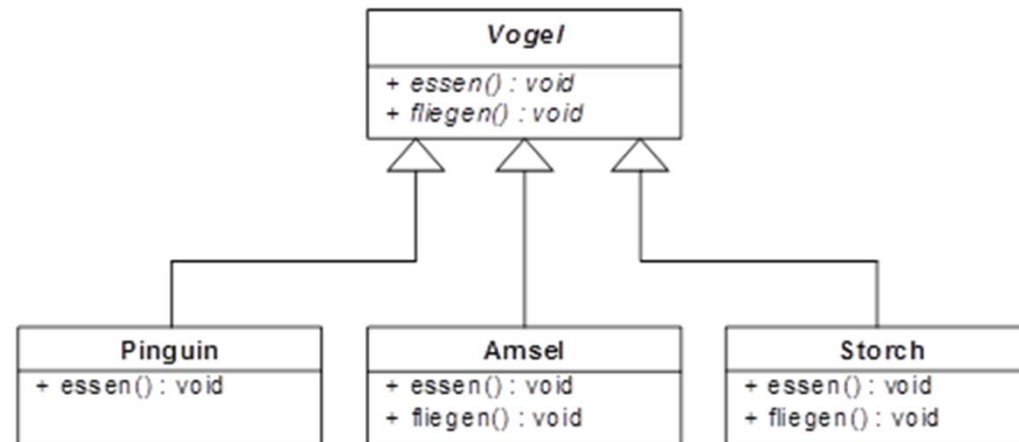 Vogel
+ essen() : void
+ fliegen() : void
Pinguin
+ essen() : void
Amsel
+ essen() : void
+ fliegen() : void
Storch
+ essen() : void
+ fliegen() : void